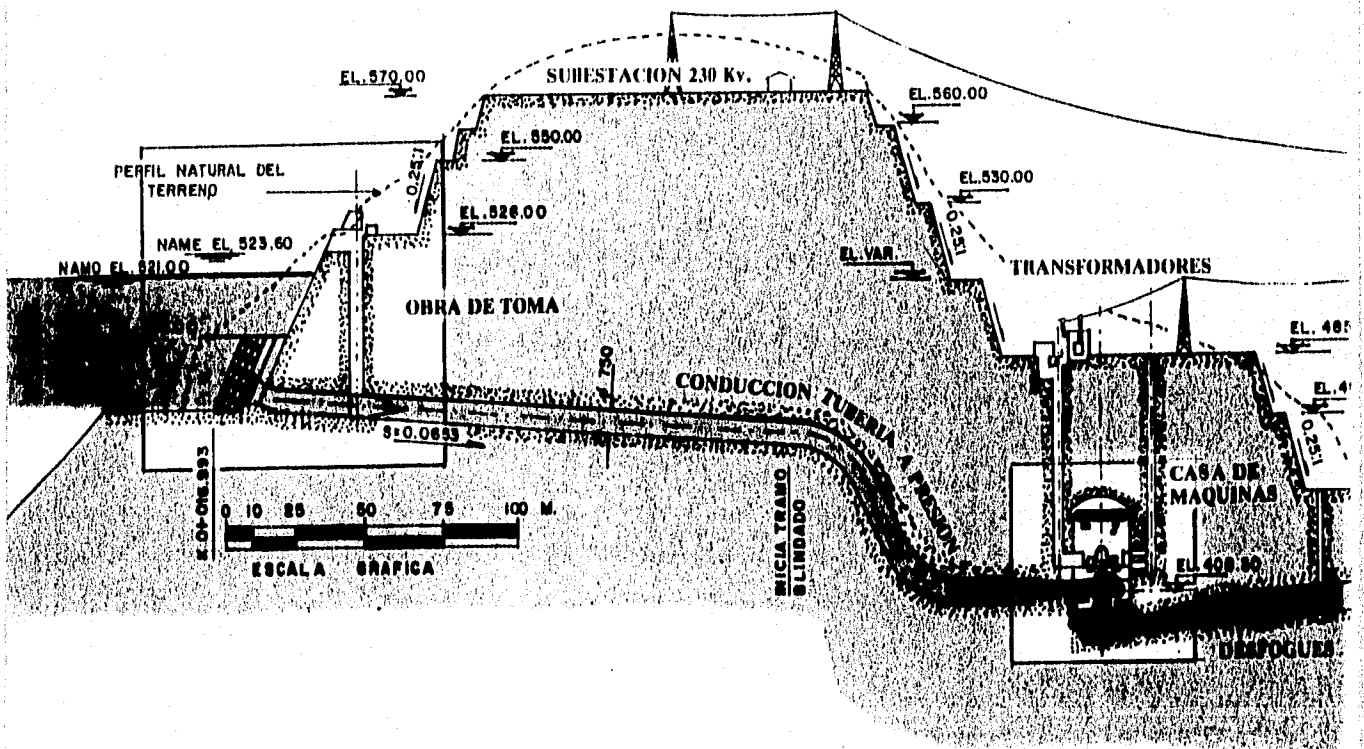 SUBESTACION 230 Kv.
EL. 570.00
EL. 560.00
EL. 550.00
PERFIL NATURAL DEL
TERRENO
0.25:1
EL. 530.00
EL. 526.00
0.25:1
NAME EL. 523.60
NAMO EL. 521.00
EL. VAR.
TRANSFORMADORES
OBRA DE TOMA
EL. 485
CONDUCCION TUBERIA A PRESION
750
S=0.0653
0.25:1
CASA DE
MAQUINAS
0 10 25 50 75 100 M.
ESCALA GRAFICA
INICIA TRAMO
BLINDADO
DESFOGUES